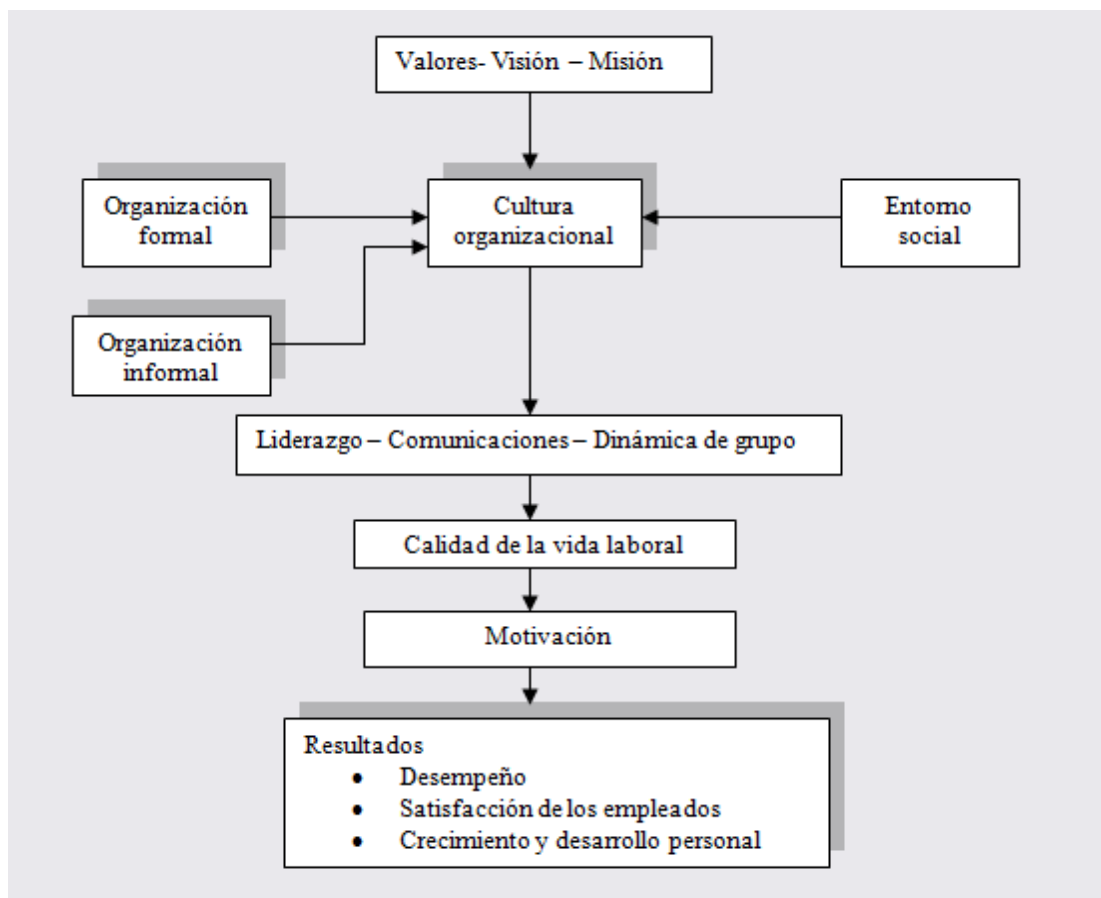 Valores- Visión – Misión
Organización
formal
Cultura
organizacional
Entorno
social
Organización
informal
Liderazgo – Comunicaciones – Dinámica de grupo
Calidad de la vida laboral
Motivación
Resultados
• Desempeño
• Satisfacción de los empleados
• Crecimiento y desarrollo personal